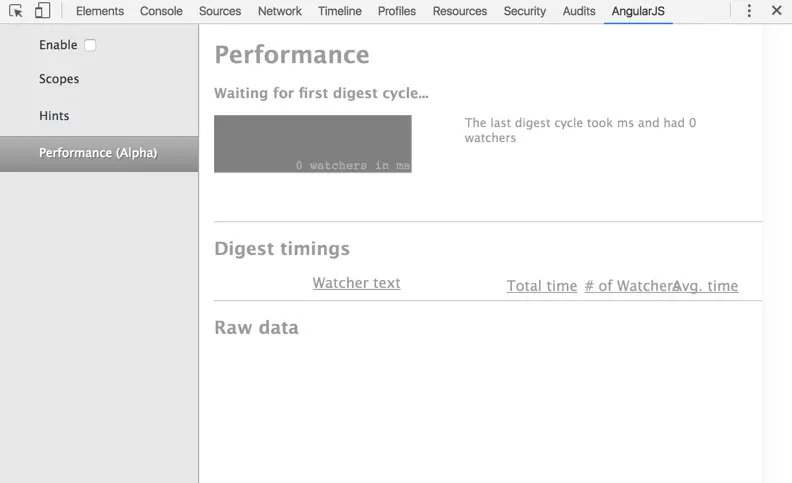 Elements Console Sources Network Timeline Profiles Resources Security Audits AngularJS
Enable
Scopes
Hints
Performance (Alpha)
Performance
Waiting for first digest cycle...
0 watchers in ma
The last digest cycle took ms and had 0
watchers
Digest timings
Watcher text Total time # of Watchers Avg. time
Raw data